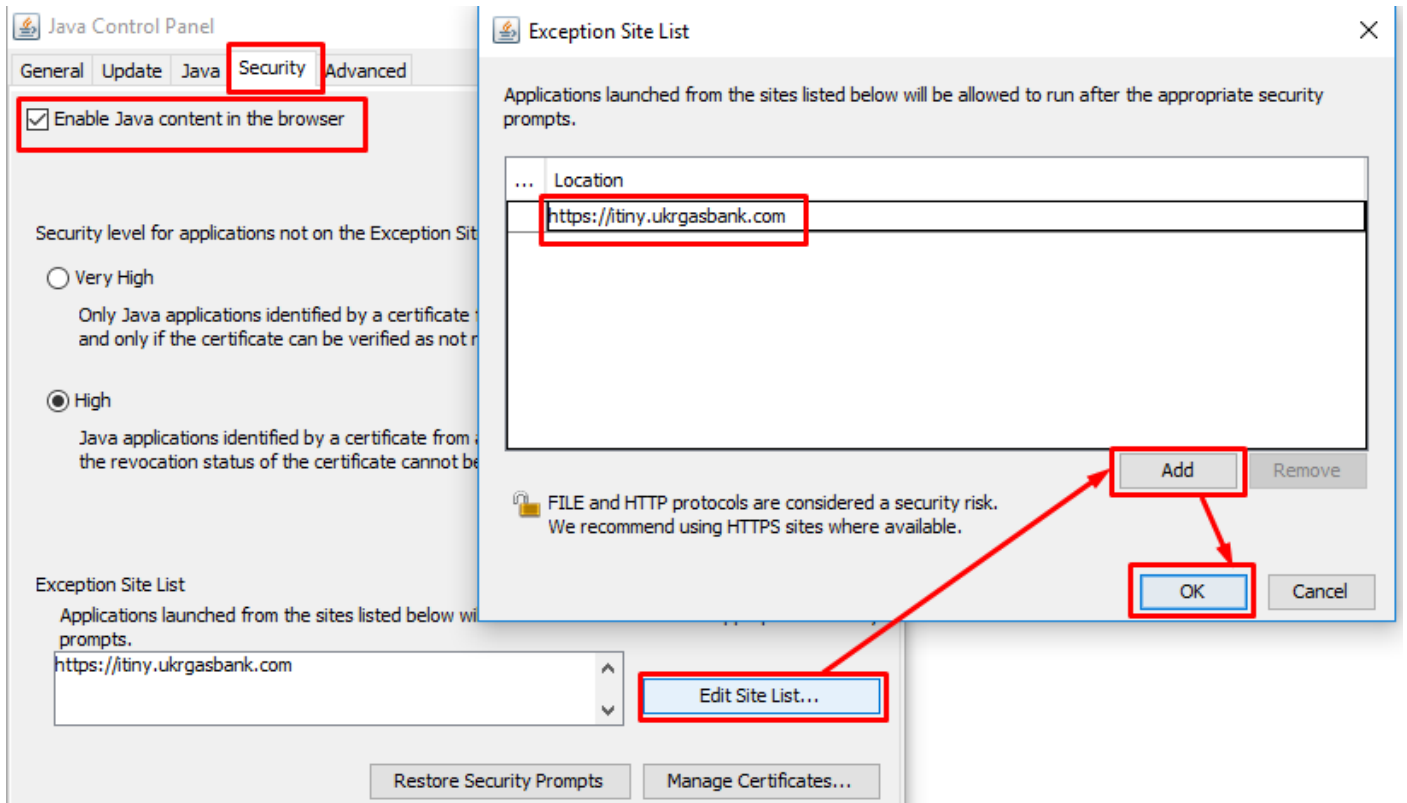 Java Control Panel
General Update Java Security Advanced
Enable Java content in the browser
Security level for applications not on the Exception Sit
Very High
Only Java applications identified by a certificate
and only if the certificate can be verified as not
High
Java applications identified by a certificate from
the revocation status of the certificate cannot be
Exception Site List
Applications launched from the sites listed below wi
prompts.
https://itiny.ukrgasbank.com
Edit Site List...
Restore Security Prompts
Manage Certificates...
Exception Site List
Applications launched from the sites listed below will be allowed to run after the appropriate security
prompts.
... Location
https://itiny.ukrgasbank.com
Add
Remove
FILE and HTTP protocols are considered a security risk.
We recommend using HTTPS sites where available.
OK
Cancel